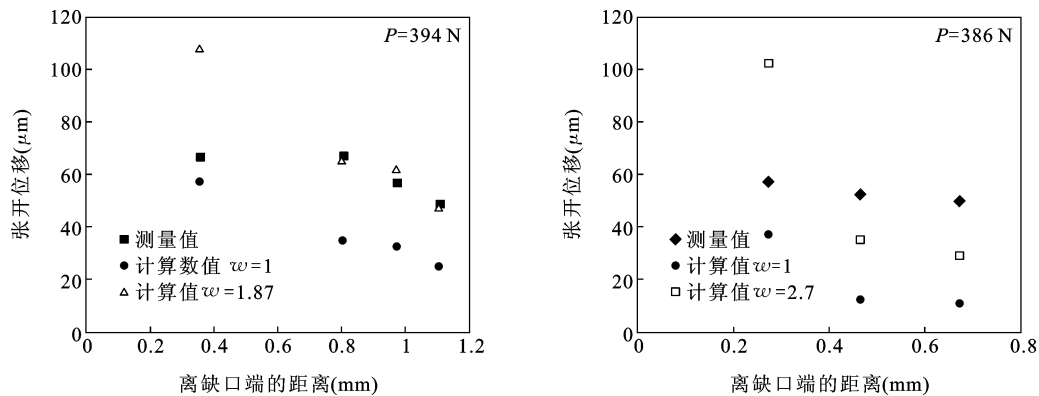 120
100
80
60
40
20
0
张开位移(μm)
P=394 N
■ 测量值
● 计算数值 w=1
△ 计算值w=1.87
0 0.2 0.4 0.6 0.8 1 1.2
离缺口端的距离(mm)
120
100
80
60
40
20
0
张开位移(μm)
P=386 N
◆ 测量值
● 计算值w=1
□ 计算值w=2.7
0 0.2 0.4 0.6 0.8
离缺口端的距离(mm)